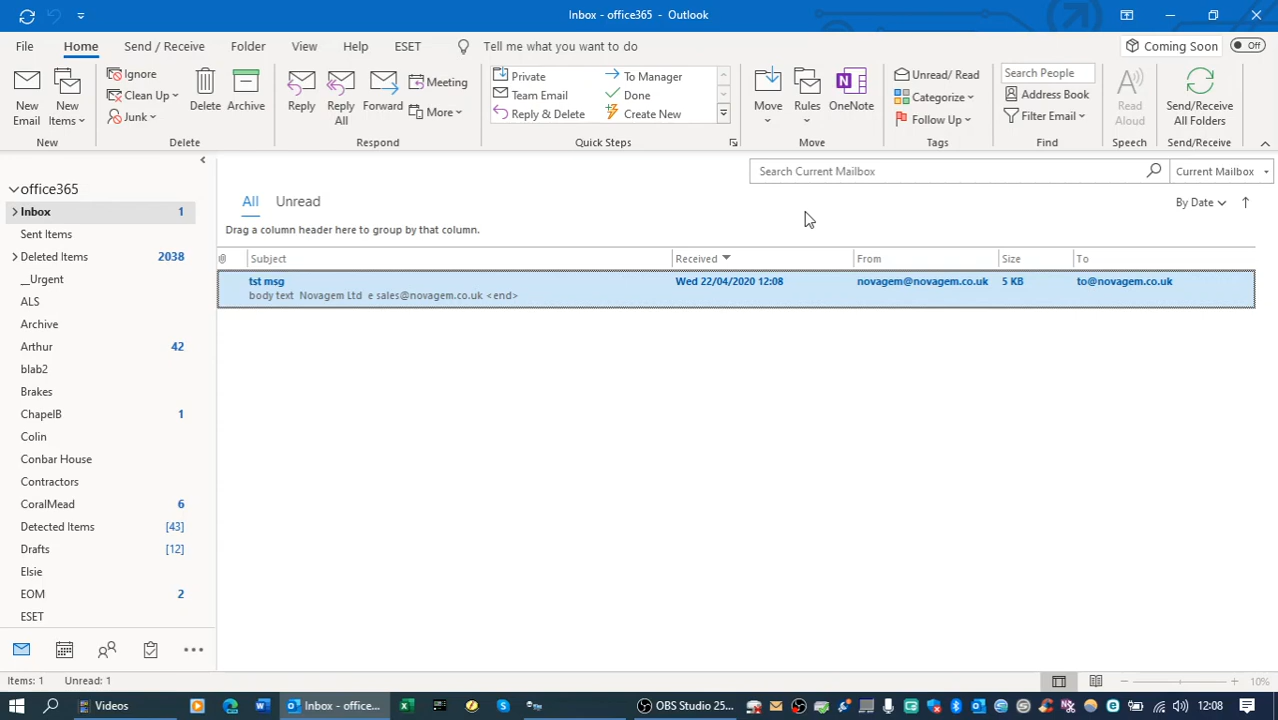 Inbox - office365 - Outlook
File Home Send / Receive Folder View Help ESET Tell me what you want to do Coming Soon Off
New Email
New Items
New
Ignore
Clean Up
Junk
Delete
Archive
Delete
Reply
Reply All
Forward
Meeting
More
Respond
Private
Team Email
Reply & Delete
To Manager
Done
Create New
Quick Steps
Move
Rules
OneNote
Move
Unread/ Read
Categorize
Follow Up
Tags
Search People
Address Book
Filter Email
Find
Read Aloud
Speech
Send/Receive All Folders
Send/Receive
Search Current Mailbox Current Mailbox
All Unread By Date
Drag a column header here to group by that column.
Subject Received From Size To
tst msg Wed 22/04/2020 12:08 novagem@novagem.co.uk 5 KB to@novagem.co.uk
body text Novagem Ltd e sales@novagem.co.uk <end>
office365
Inbox 1
Sent Items
Deleted Items 2038
__Urgent
ALS
Archive
Arthur 42
blab2
Brakes
ChapelB 1
Colin
Conbar House
Contractors
CoralMead 6
Detected Items [43]
Drafts [12]
Elsie
EOM 2
ESET
Items: 1 Unread: 1 10%
Videos Inbox - office... OBS Studio 25.... 12:08